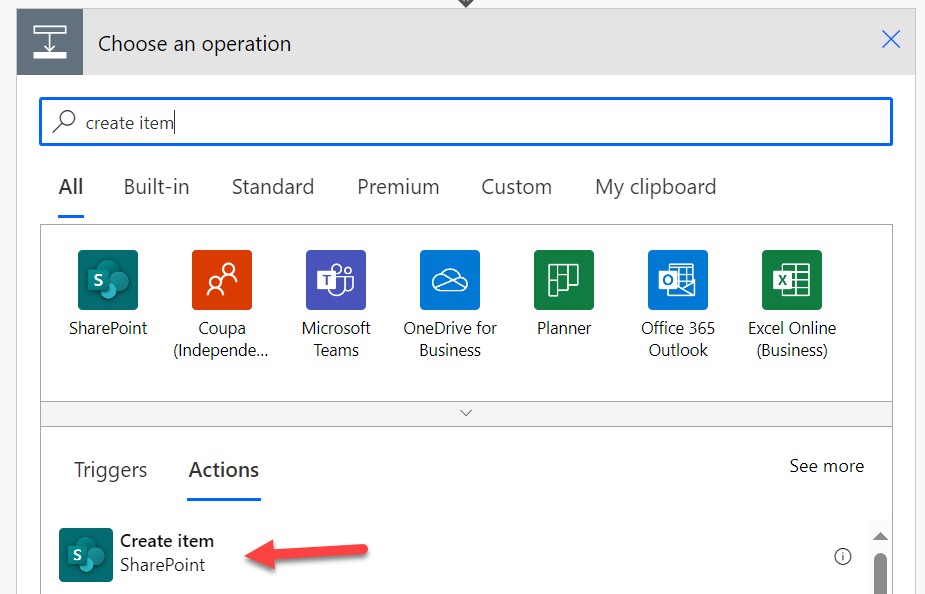 Choose an operation
create item
All Built-in Standard Premium Custom My clipboard
SharePoint Coupa Microsoft OneDrive for Planner Office 365 Excel Online
(Independe... Teams Business Outlook (Business)
Triggers Actions See more
Create item
SharePoint